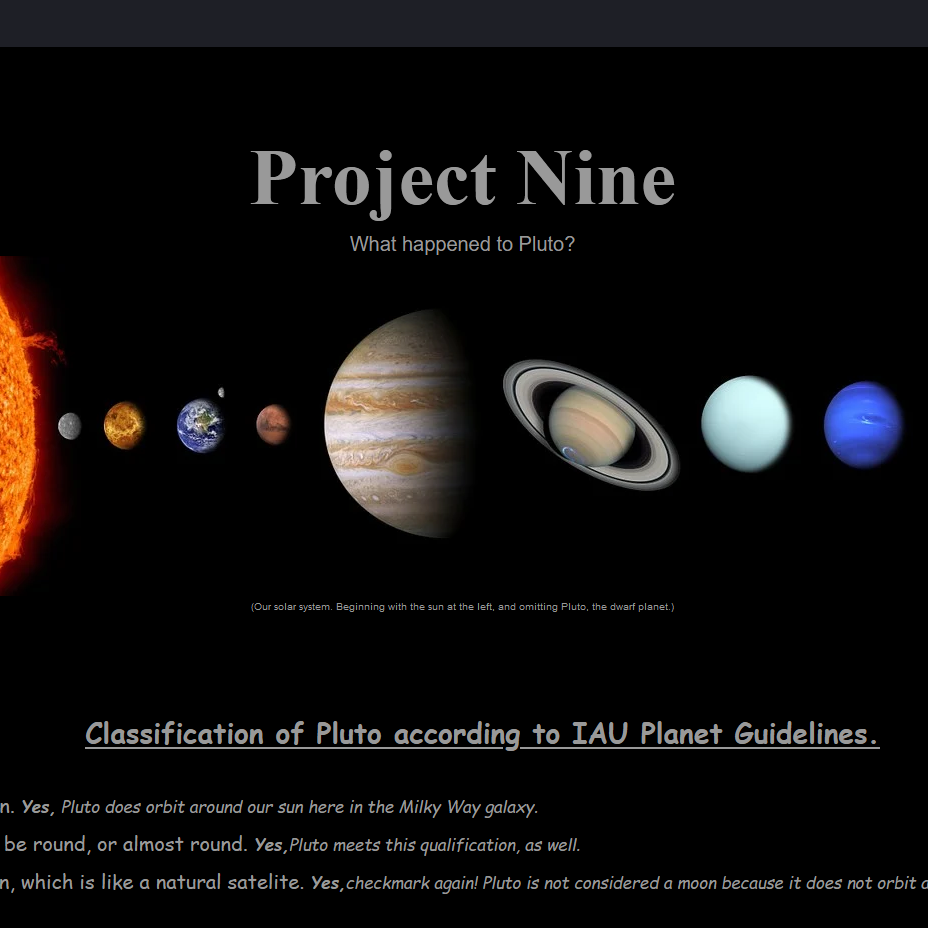 Project Nine
What happened to Pluto?
(Our solar system. Beginning with the sun at the left, and omitting Pluto, the dwarf planet.)
Classification of Pluto according to IAU Planet Guidelines.
n. Yes, Pluto does orbit around our sun here in the Milky Way galaxy.
be round, or almost round. Yes,Pluto meets this qualification, as well.
n, which is like a natural satelite. Yes,checkmark again! Pluto is not considered a moon because it does not orbit a